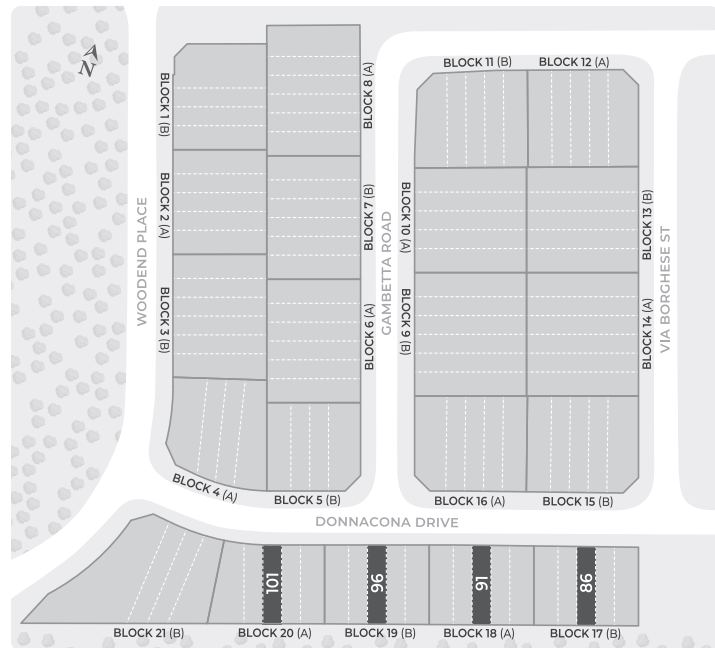 N
BLOCK 11 (B)
BLOCK 12 (A)
BLOCK 1 (B)
BLOCK 8 (A)
BLOCK 2 (A)
BLOCK 7 (B)
BLOCK 10 (A)
BLOCK 13 (B)
WOODEND PLACE
GAMBETTA ROAD
VIA BORGHESE ST
BLOCK 3 (B)
BLOCK 6 (A)
BLOCK 9 (B)
BLOCK 14 (A)
BLOCK 4 (A)
BLOCK 5 (B)
BLOCK 16 (A)
BLOCK 15 (B)
DONNACONA DRIVE
101
96
91
86
BLOCK 21 (B)
BLOCK 20 (A)
BLOCK 19 (B)
BLOCK 18 (A)
BLOCK 17 (B)